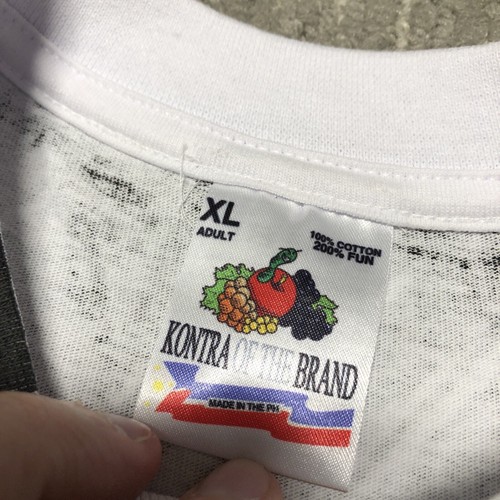 XL
ADULT
100% COTTON
200% FUN
KONTRA OF THE BRAND
MADE IN THE PH